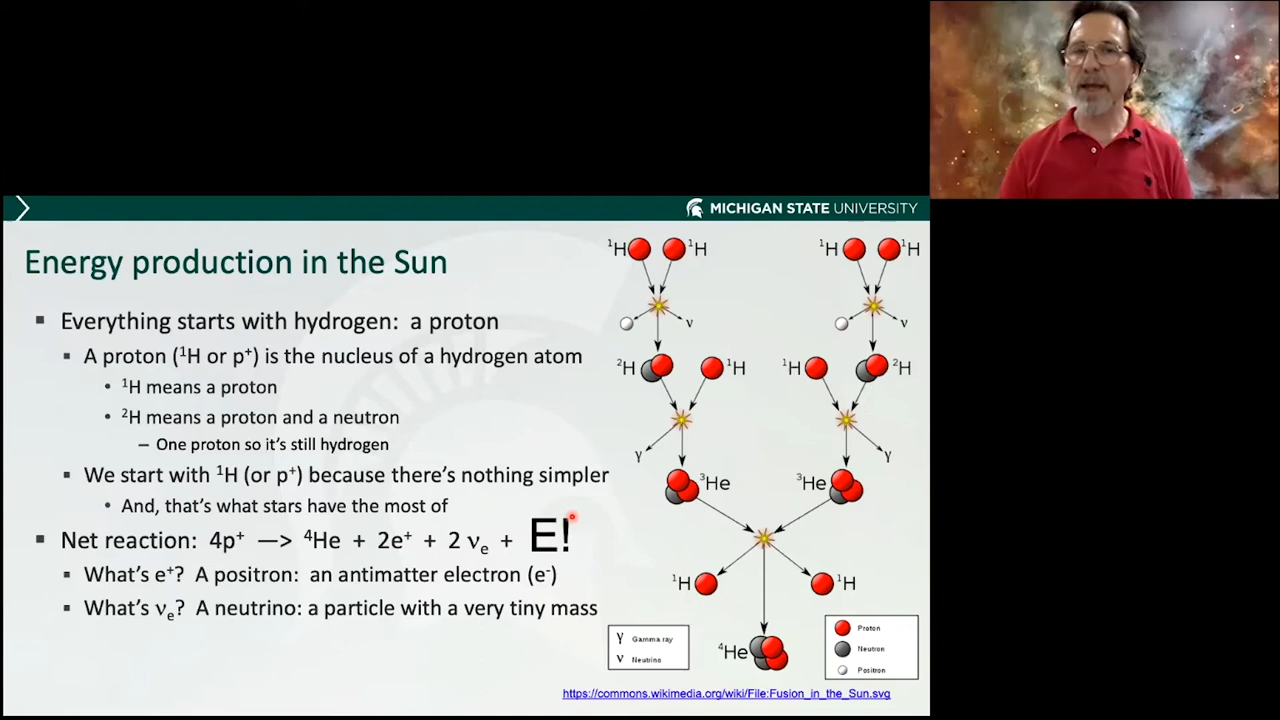 MICHIGAN STATE UNIVERSITY
Energy production in the Sun
▪ Everything starts with hydrogen: a proton
▪ A proton (¹H or p⁺) is the nucleus of a hydrogen atom
• ¹H means a proton
• ²H means a proton and a neutron
– One proton so it's still hydrogen
▪ We start with ¹H (or p⁺) because there's nothing simpler
• And, that's what stars have the most of
▪ Net reaction: 4p⁺ —> ⁴He + 2e⁺ + 2 νₑ + E!
▪ What's e⁺? A positron: an antimatter electron (e⁻)
▪ What's νₑ? A neutrino: a particle with a very tiny mass
¹H ¹H ¹H ¹H
ν ν
²H ¹H ¹H ²H
γ γ
³He ³He
¹H ¹H
⁴He
γ Gamma ray
ν Neutrino
Proton
Neutron
Positron
https://commons.wikimedia.org/wiki/File:Fusion_in_the_Sun.svg